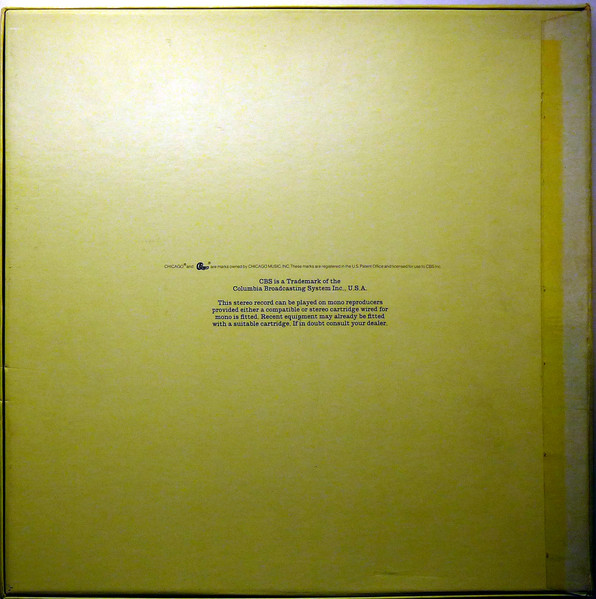 CHICAGO® and Chicago® are marks owned by CHICAGO MUSIC, INC. These marks are registered in the U.S. Patent Office and licensed for use to CBS Inc.
CBS is a Trademark of the
Columbia Broadcasting System Inc., U.S.A.
This stereo record can be played on mono reproducers
provided either a compatible or stereo cartridge wired for
mono is fitted. Recent equipment may already be fitted
with a suitable cartridge. If in doubt consult your dealer.